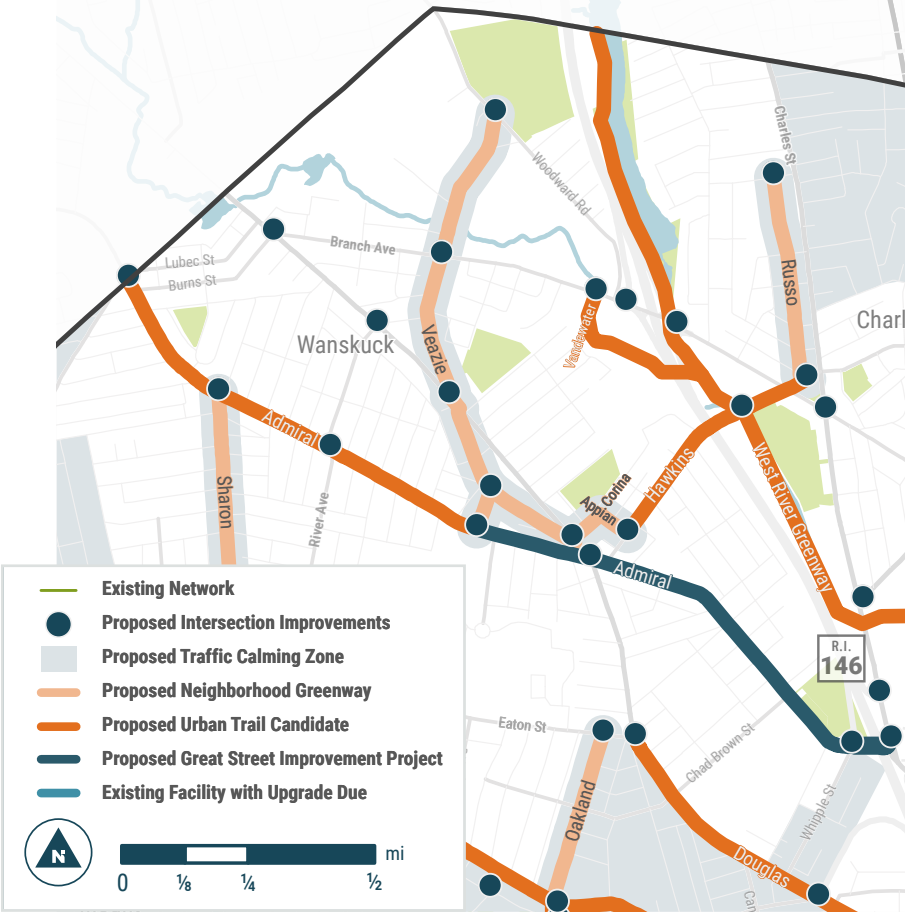 Charles St
Woodward Rd
Branch Ave
Lubec St
Burns St
Russo
Wanskuck
Veazie
Vandewater
Charl
Admiral
Sharon
River Ave
Corina
Appian
Hawkins
West River Greenway
Admiral
R.I.
146
Eaton St
Chad Brown St
Oakland
Whipple St
Douglas
Can
Existing Network
Proposed Intersection Improvements
Proposed Traffic Calming Zone
Proposed Neighborhood Greenway
Proposed Urban Trail Candidate
Proposed Great Street Improvement Project
Existing Facility with Upgrade Due
N
mi
0 ⅛ ¼ ½